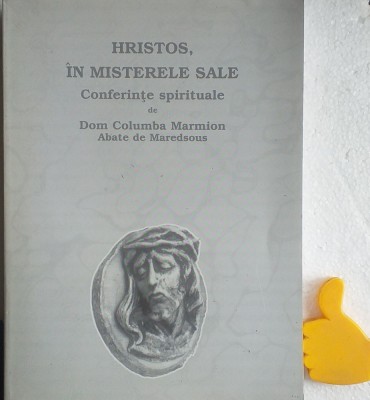 HRISTOS,
ÎN MISTERELE SALE
Conferințe spirituale
de
Dom Columba Marmion
Abate de Maredsous